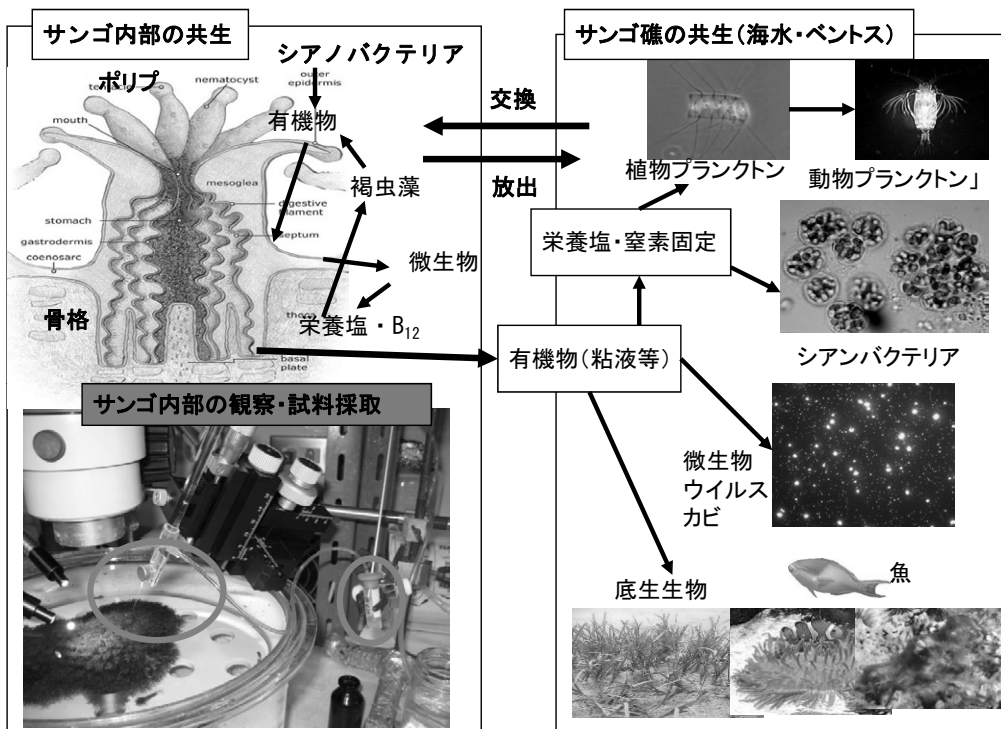 サンゴ内部の共生
サンゴ礁の共生(海水・ベントス)
シアノバクテリア
ポリプ
nematocyst
outer
epidermis
mouth
有機物
mesoglea
褐虫藻
digestive
filament
stomach
septum
gastrodermis
coenosarc
微生物
骨格
栄養塩・B12
basal
plate
交換
放出
植物プランクトン
動物プランクトン」
栄養塩・窒素固定
シアンバクテリア
有機物(粘液等)
微生物
ウイルス
カビ
魚
底生生物
サンゴ内部の観察・試料採取